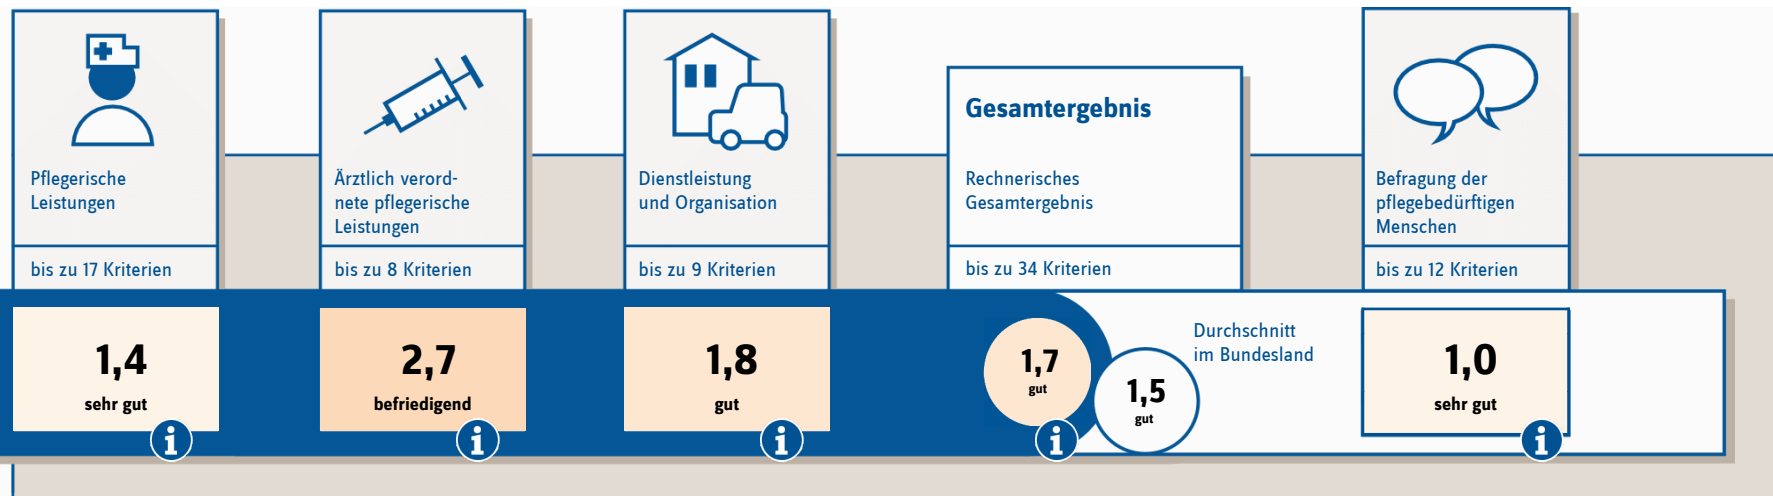 Pflegerische
Leistungen
bis zu 17 Kriterien
1,4
sehr gut
i
Ärztlich verord-
nete pflegerische
Leistungen
bis zu 8 Kriterien
2,7
befriedigend
i
Dienstleistung
und Organisation
bis zu 9 Kriterien
1,8
gut
i
Gesamtergebnis
Rechnerisches
Gesamtergebnis
bis zu 34 Kriterien
1,7
gut
i
Durchschnitt
im Bundesland
1,5
gut
Befragung der
pflegebedürftigen
Menschen
bis zu 12 Kriterien
1,0
sehr gut
i